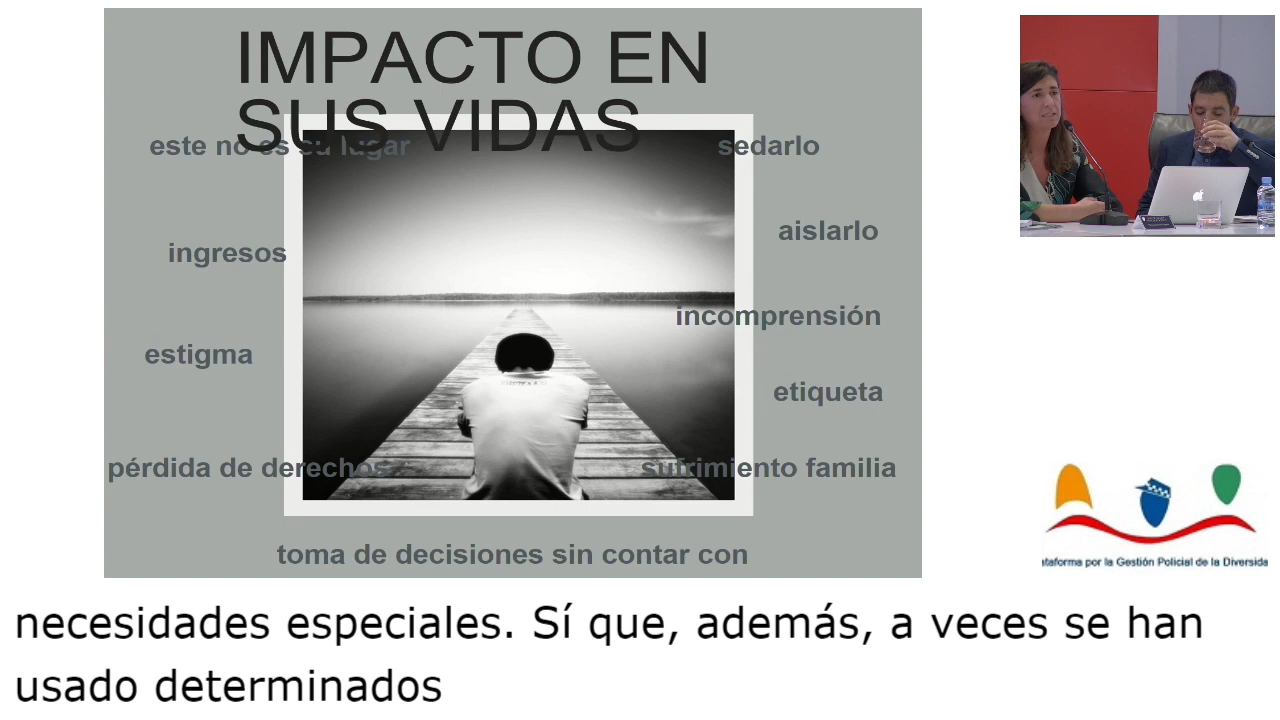 IMPACTO EN
SUS VIDAS
este no es su lugar
sedarlo
aislarlo
ingresos
incomprensión
estigma
etiqueta
pérdida de derechos
sufrimiento familia
toma de decisiones sin contar con
ataforma por la Gestión Policial de la Diversida
necesidades especiales. Sí que, además, a veces se han
usado determinados